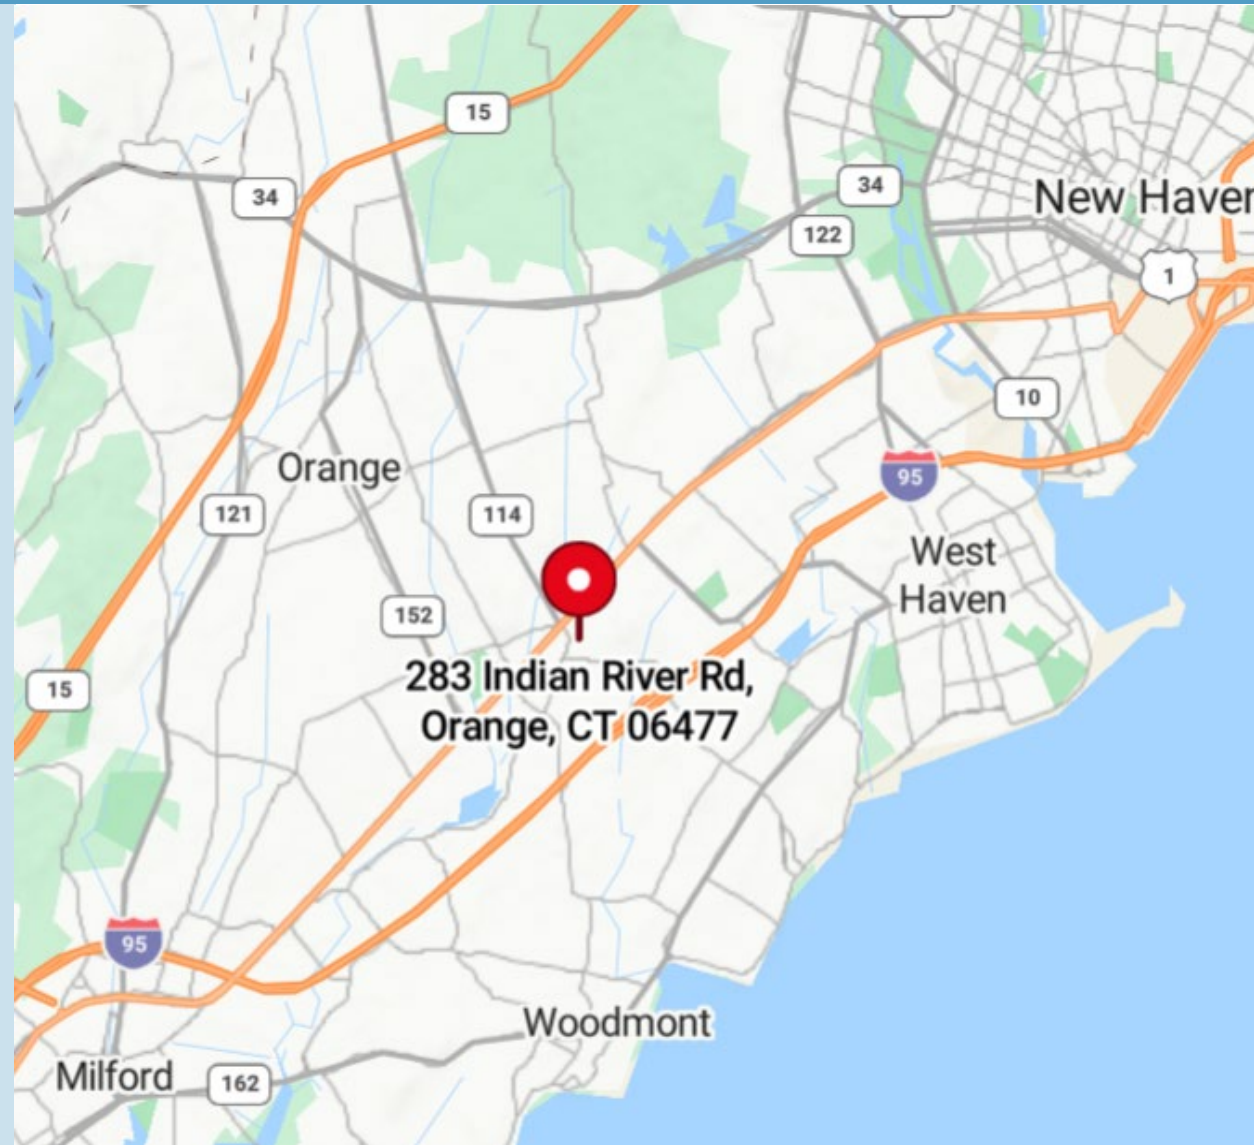 15
34
34
122
New Haven
1
10
Orange
95
121
114
West
Haven
152
15
283 Indian River Rd,
Orange, CT 06477
95
Woodmont
Milford
162